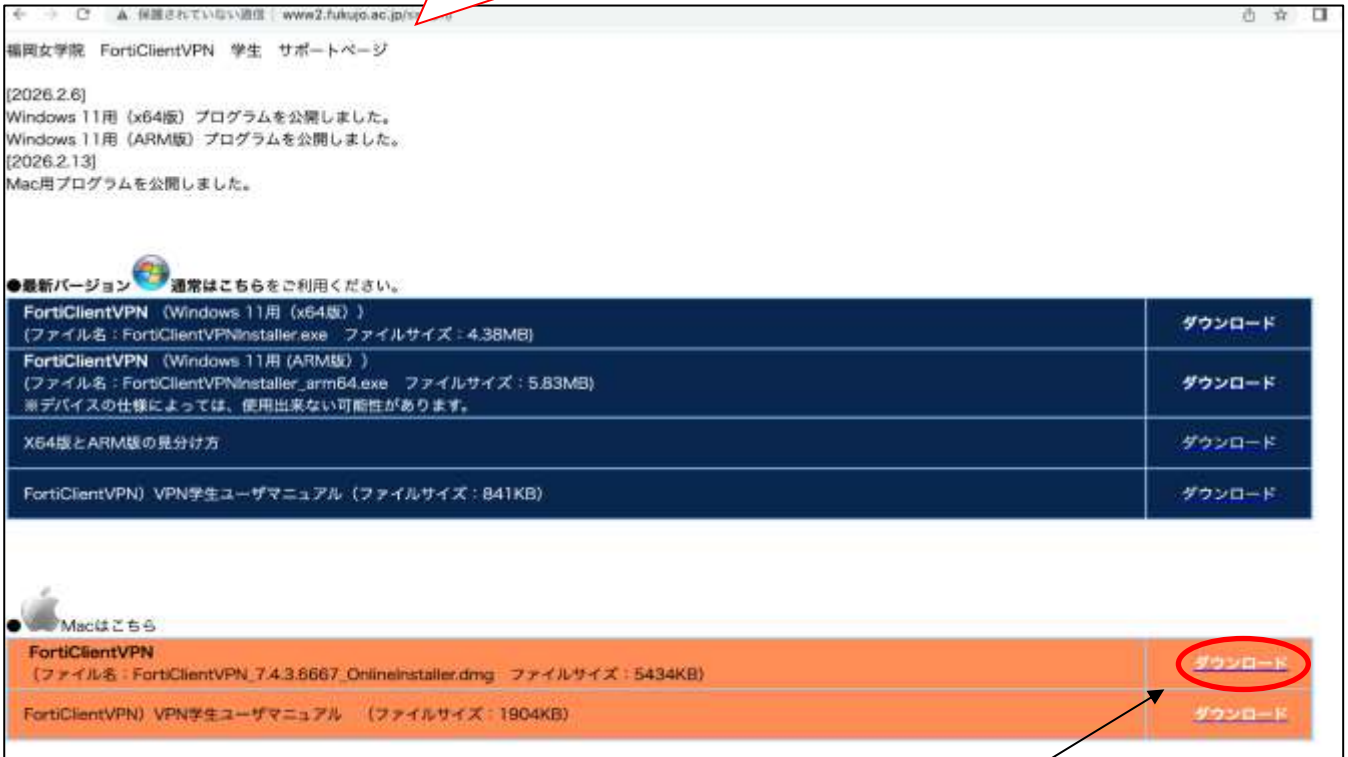 保護されていない通信 www2.fukujo.ac.jp/
福岡女学院 FortiClientVPN 学生 サポートページ
[2026.2.6]
Windows 11用（x64版）プログラムを公開しました。
Windows 11用（ARM版）プログラムを公開しました。
[2026.2.13]
Mac用プログラムを公開しました。
●最新バージョン 通常はこちらをご利用ください。
FortiClientVPN （Windows 11用（x64版））
(ファイル名：FortiClientVPNInstaller.exe ファイルサイズ：4.38MB)
ダウンロード
FortiClientVPN （Windows 11用 (ARM版) ）
(ファイル名：FortiClientVPNInstaller_arm64.exe ファイルサイズ：5.83MB)
※デバイスの仕様によっては、使用出来ない可能性があります。
ダウンロード
X64版とARM版の見分け方
ダウンロード
FortiClientVPN）VPN学生ユーザマニュアル（ファイルサイズ：841KB）
ダウンロード
● Macはこちら
FortiClientVPN
（ファイル名：FortiClientVPN_7.4.3.8667_OnlineInstaller.dmg ファイルサイズ：5434KB）
ダウンロード
FortiClientVPN）VPN学生ユーザマニュアル （ファイルサイズ：1904KB）
ダウンロード